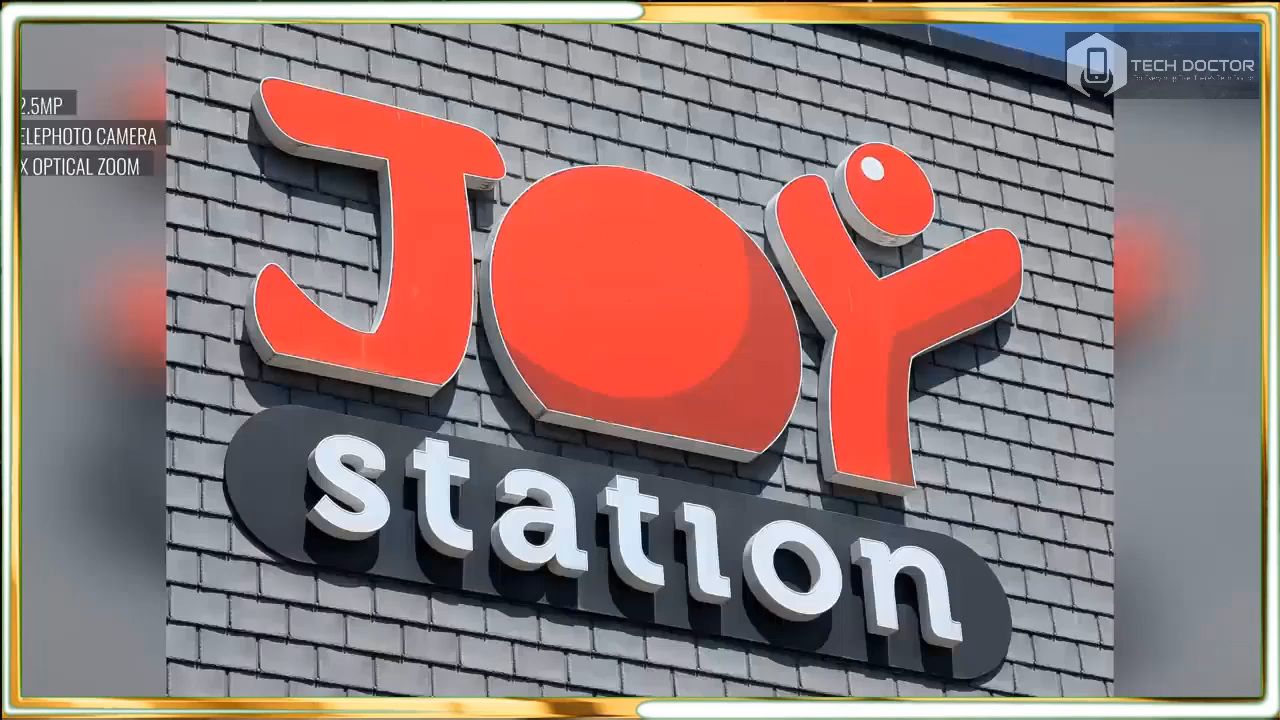 2.5MP
ELEPHOTO CAMERA
X OPTICAL ZOOM
TECH DOCTOR
JOY
station